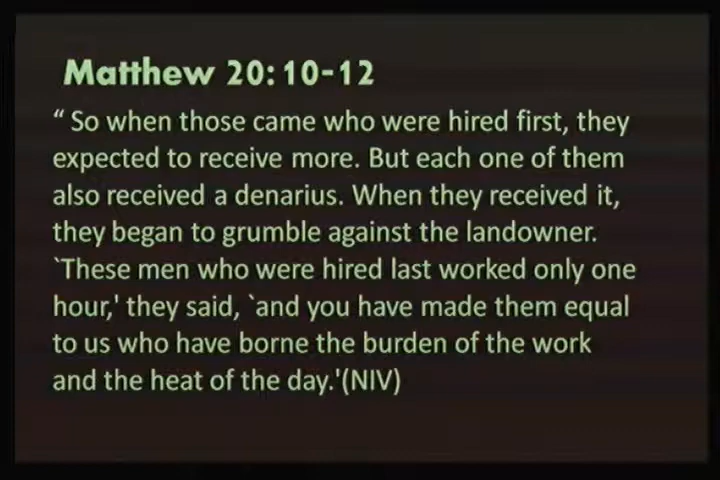 Matthew 20:10-12
“ So when those came who were hired first, they
expected to receive more. But each one of them
also received a denarius. When they received it,
they began to grumble against the landowner.
`These men who were hired last worked only one
hour,' they said, `and you have made them equal
to us who have borne the burden of the work
and the heat of the day.'(NIV)